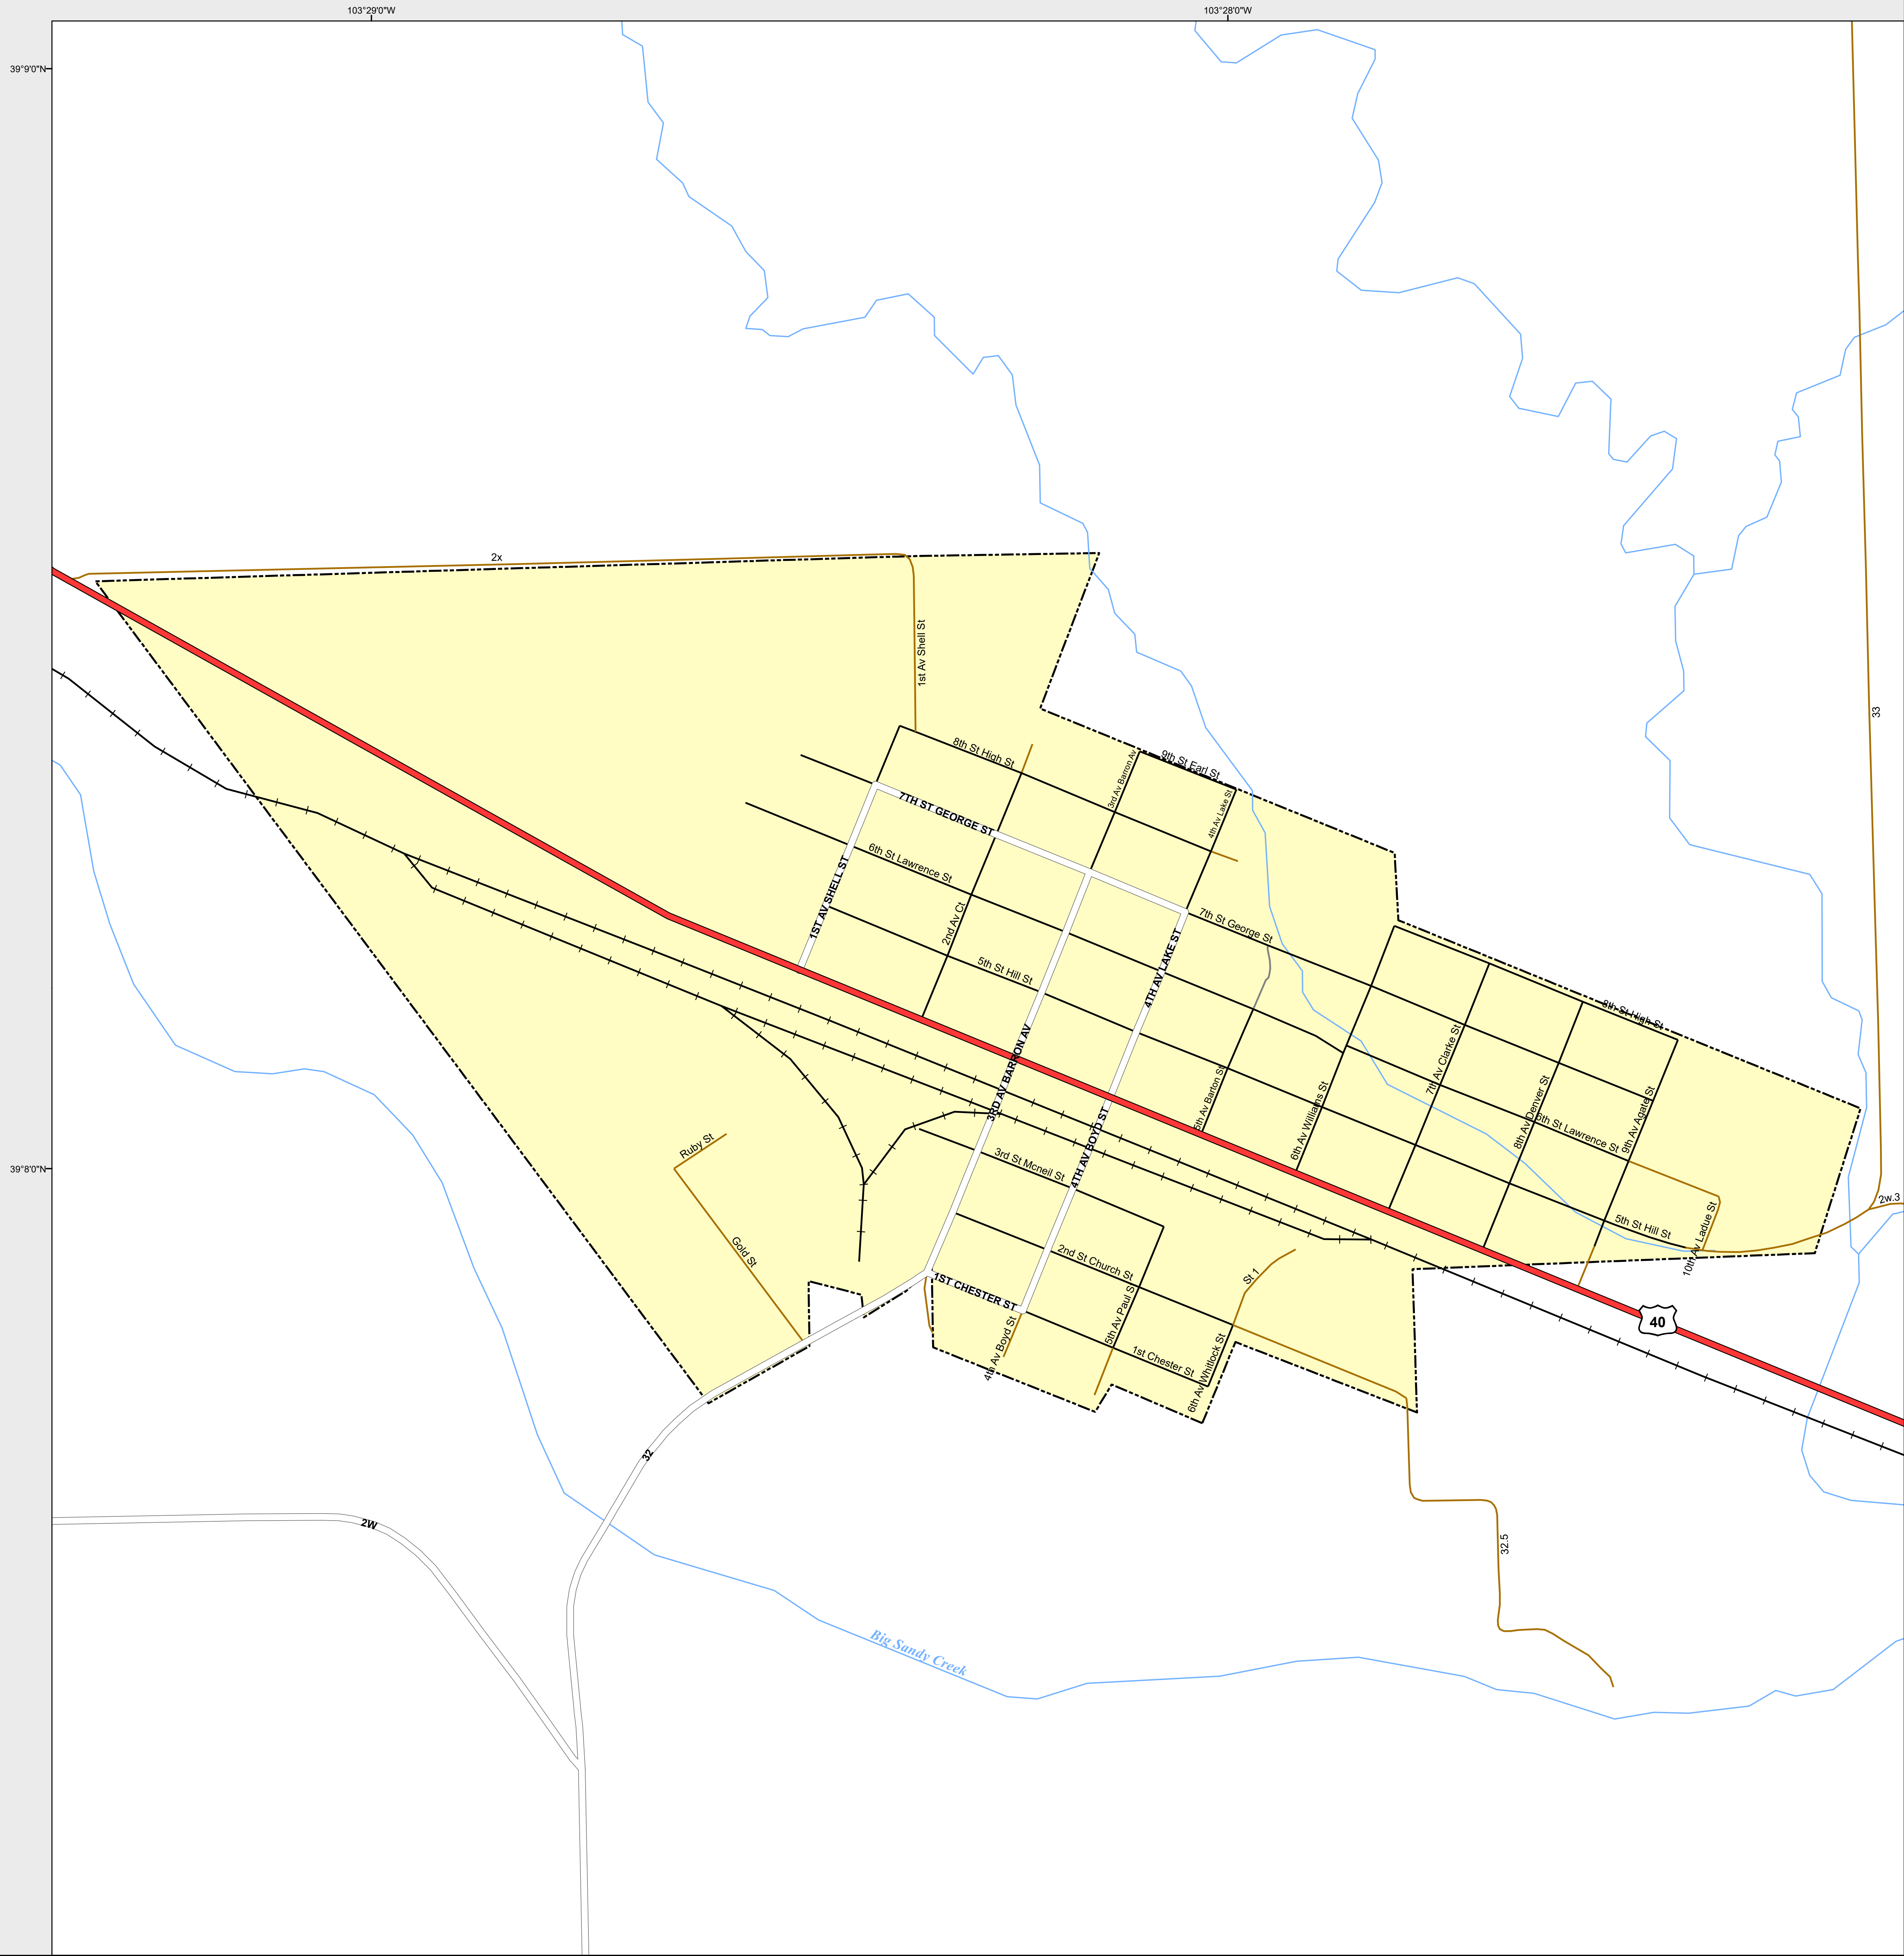 103°29'0"W
103°28'0"W
39°9'0"N
2x
1st Av Shell St
33
8th St High St
9th St Earl St
3rd Av Barron Av
4th Av Lake St
7TH ST GEORGE ST
6th St Lawrence St
1ST AV SHELL ST
2nd Av Ct
7th St George St
5th St Hill St
4TH AV LAKE ST
8th St High St
3RD AV BARRON AV
7th Av Clarke St
5th Av Barton St
6th Av Williams St
8th Av Denver St
6th St Lawrence St
9th Av Agate St
39°8'0"N
Ruby St
3rd St Mcneil St
4TH AV BOYD ST
2w.3
5th St Hill St
10th Av Ladue St
Gold St
2nd St Church St
St 1
1ST CHESTER ST
5th Av Paul St
40
4th Av Boyd St
1st Chester St
6th Av Whitlock St
32
2W
32.5
Big Sandy Creek